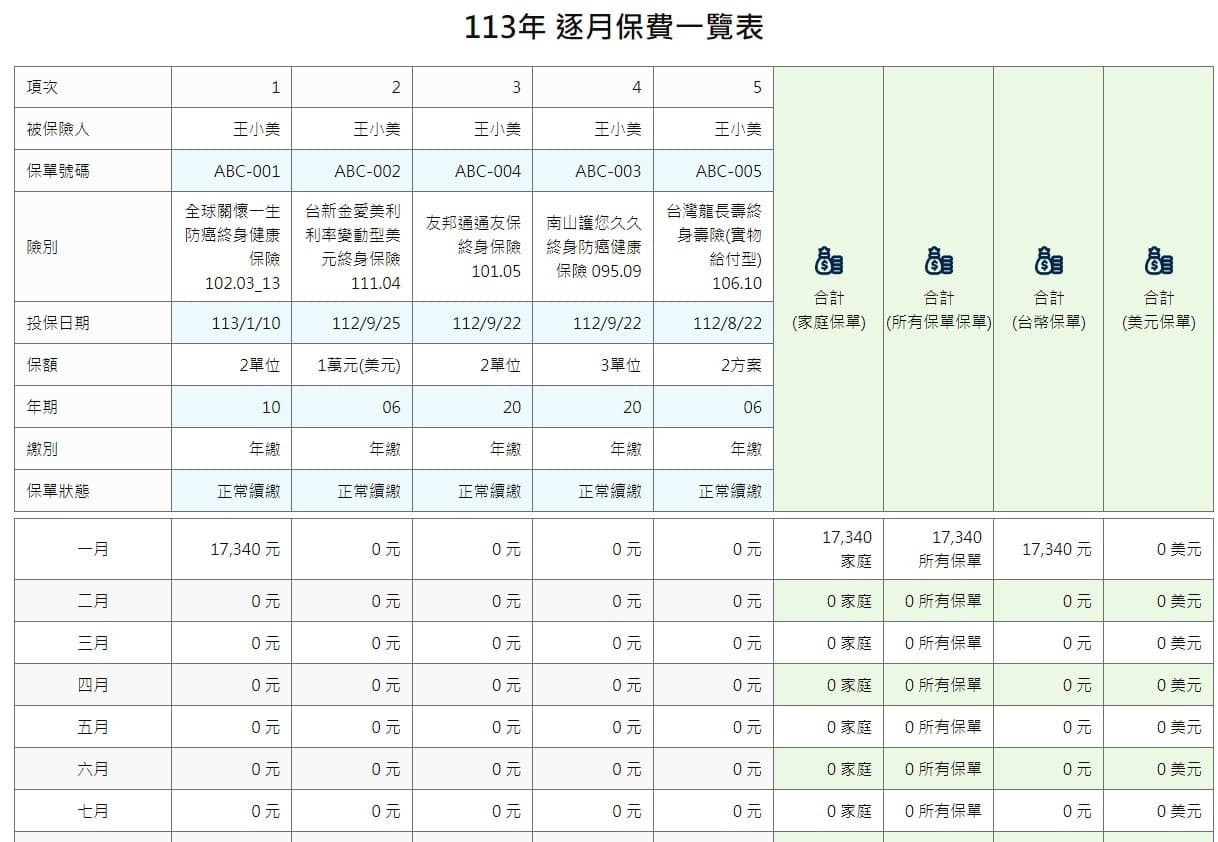 113年 逐月保費一覽表
項次 1 2 3 4 5
被保險人 王小美 王小美 王小美 王小美 王小美
保單號碼 ABC-001 ABC-002 ABC-004 ABC-003 ABC-005
險別
全球關懷一生
防癌終身健康
保險
102.03_13
台新金愛美利
利率變動型美
元終身保險
111.04
友邦通通友保
終身保險
101.05
南山護您久久
終身防癌健康
保險 095.09
台灣龍長壽終
身壽險(實物
給付型)
106.10
合計
(家庭保單)
合計
(所有保單保單)
合計
(台幣保單)
合計
(美元保單)
投保日期 113/1/10 112/9/25 112/9/22 112/9/22 112/8/22
保額 2單位 1萬元(美元) 2單位 3單位 2方案
年期 10 06 20 20 06
繳別 年繳 年繳 年繳 年繳 年繳
保單狀態 正常續繳 正常續繳 正常續繳 正常續繳 正常續繳
一月 17,340 元 0 元 0 元 0 元 0 元
17,340
家庭
17,340
所有保單
17,340 元 0 美元
二月 0 元 0 元 0 元 0 元 0 元 0 家庭 0 所有保單 0 元 0 美元
三月 0 元 0 元 0 元 0 元 0 元 0 家庭 0 所有保單 0 元 0 美元
四月 0 元 0 元 0 元 0 元 0 元 0 家庭 0 所有保單 0 元 0 美元
五月 0 元 0 元 0 元 0 元 0 元 0 家庭 0 所有保單 0 元 0 美元
六月 0 元 0 元 0 元 0 元 0 元 0 家庭 0 所有保單 0 元 0 美元
七月 0 元 0 元 0 元 0 元 0 元 0 家庭 0 所有保單 0 元 0 美元